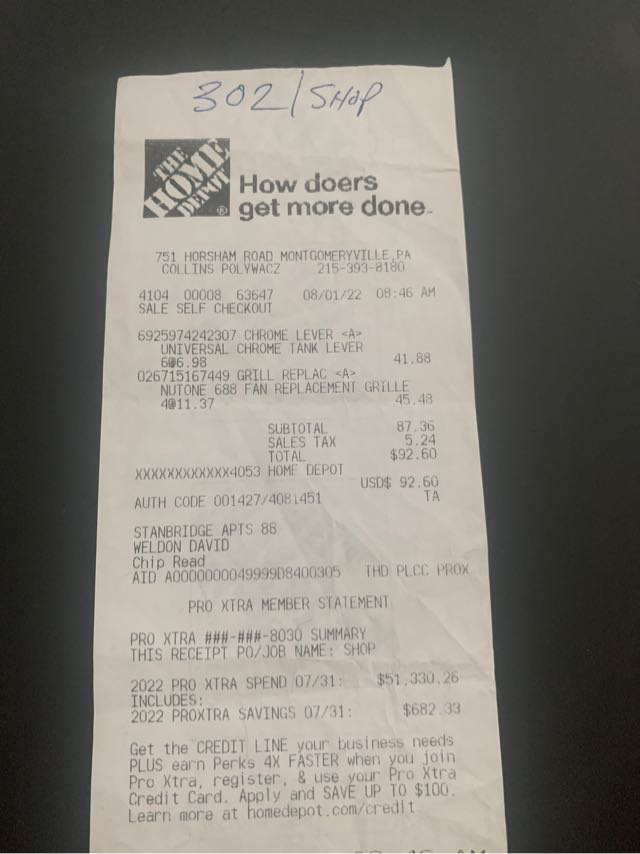 302/SHOP
THE
HOME
DEPOT
®
How doers
get more done.
751 HORSHAM ROAD MONTGOMERYVILLE,PA
COLLINS POLYWACZ 215-393-8180
4104 00008 63647 08/01/22 08:46 AM
SALE SELF CHECKOUT
6925974242307 CHROME LEVER <A>
UNIVERSAL CHROME TANK LEVER
6@6.98 41.88
026715167449 GRILL REPLAC <A>
NUTONE 688 FAN REPLACEMENT GRILLE
4@11.37 45.48
SUBTOTAL 87.36
SALES TAX 5.24
TOTAL $92.60
XXXXXXXXXXXX4053 HOME DEPOT
USD$ 92.60
AUTH CODE 001427/4081451 TA
STANBRIDGE APTS 88
WELDON DAVID
Chip Read
AID A0000000049999D8400305 THD PLCC PROX
PRO XTRA MEMBER STATEMENT
PRO XTRA ###-###-8030 SUMMARY
THIS RECEIPT PO/JOB NAME: SHOP
2022 PRO XTRA SPEND 07/31: $51,330.26
INCLUDES:
2022 PROXTRA SAVINGS 07/31: $682.33
Get the CREDIT LINE your business needs
PLUS earn Perks 4X FASTER when you join
Pro Xtra, register, & use your Pro Xtra
Credit Card. Apply and SAVE UP TO $100.
Learn more at homedepot.com/credit